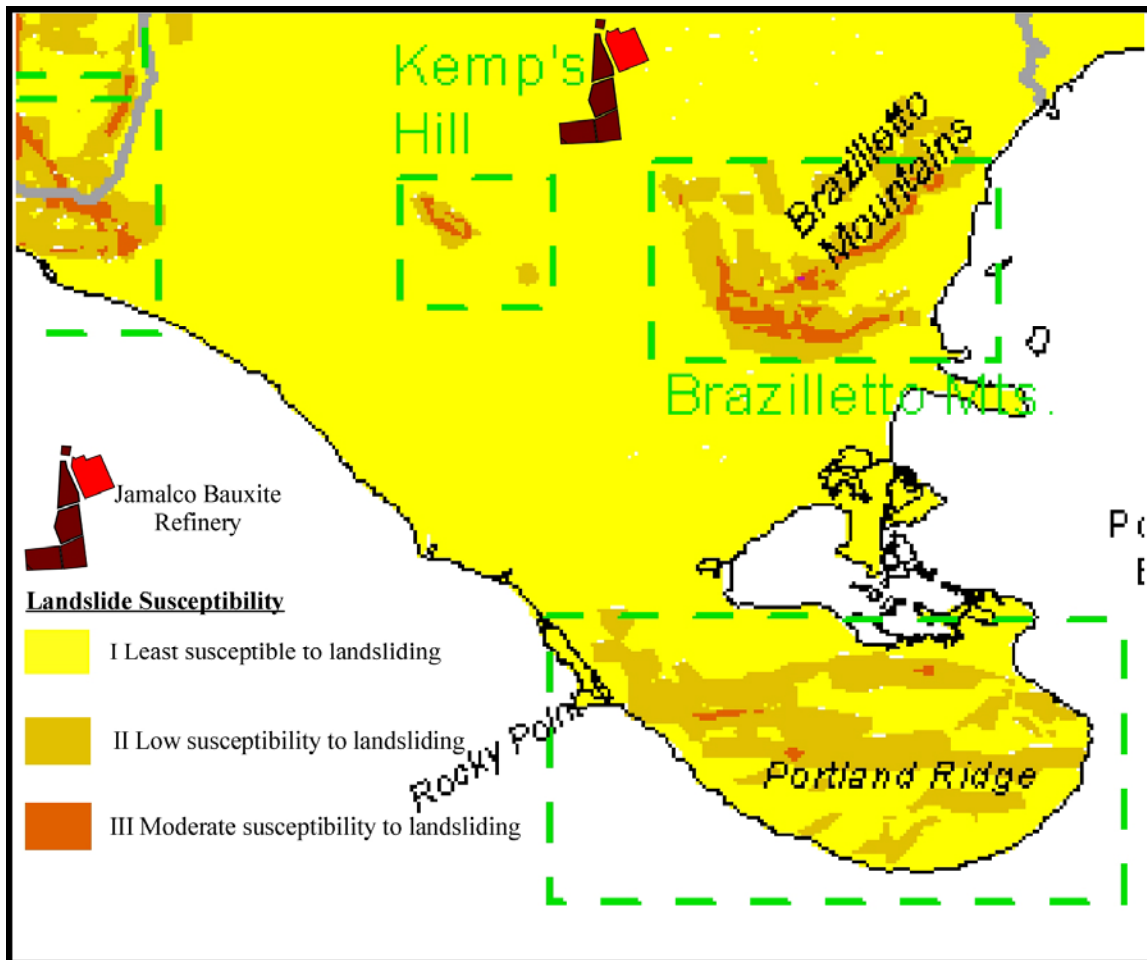 Kemp's
Hill
Brazilletto
Mountains
Brazilletto Mts.
Jamalco Bauxite
Refinery
Landslide Susceptibility
I Least susceptible to landsliding
II Low susceptibility to landsliding
III Moderate susceptibility to landsliding
Rocky Point
Portland Ridge